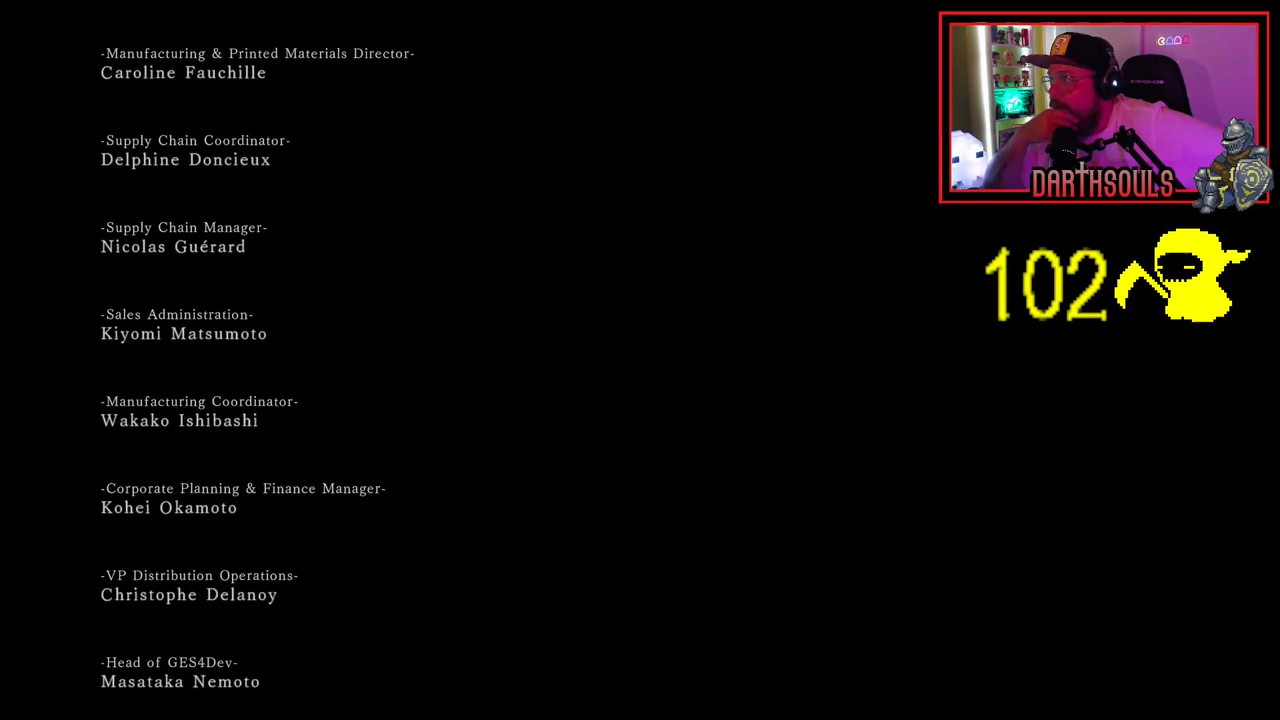 -Manufacturing & Printed Materials Director-
Caroline Fauchille
-Supply Chain Coordinator-
Delphine Doncieux
-Supply Chain Manager-
Nicolas Guérard
-Sales Administration-
Kiyomi Matsumoto
-Manufacturing Coordinator-
Wakako Ishibashi
-Corporate Planning & Finance Manager-
Kohei Okamoto
-VP Distribution Operations-
Christophe Delanoy
-Head of GES4Dev-
Masataka Nemoto
DARTHSOULS
102